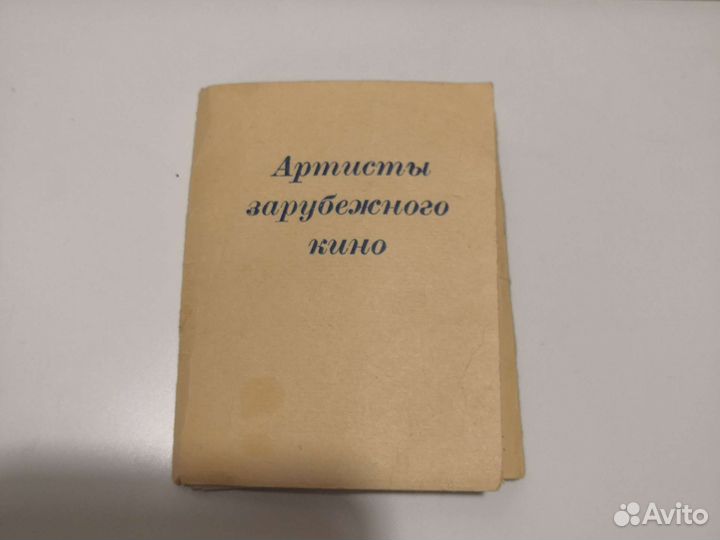 Артисты
зарубежного
кино
Avito